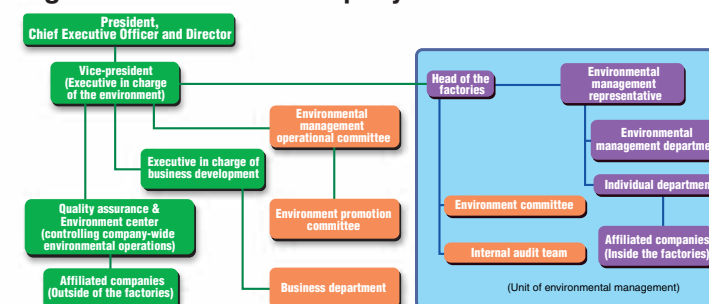 President,
Chief Executive Officer and Director
Vice-president
(Executive in charge
of the environment)
Head of the
factories
Environmental
management
representative
Environmental
management
operational committee
Environmental
management
Executive in charge of
business development
Individual
Quality assurance &
Environment center
(controlling company-wide
environmental operations)
Environment promotion
committee
Environment committee
Affiliated companies
(Inside the factories)
Internal audit team
Affiliated companies
(Outside of the factories)
Business department
(Unit of environmental management)